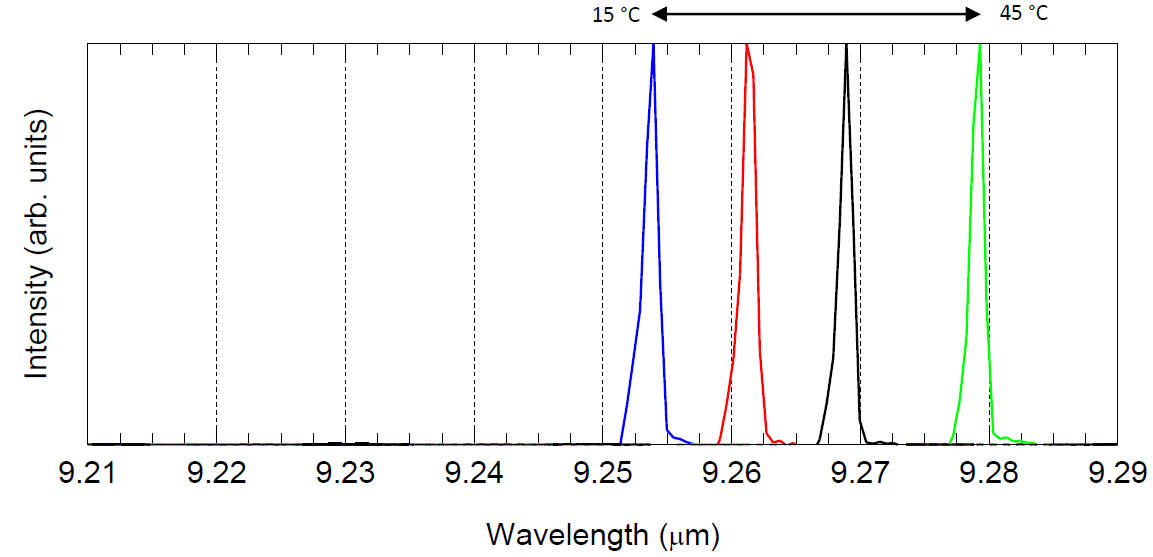 15 °C 45 °C
Intensity (arb. units)
9.21 9.22 9.23 9.24 9.25 9.26 9.27 9.28 9.29
Wavelength (μm)